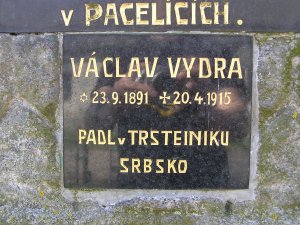 v PACELICÍCH.
VÁCLAV VYDRA
✡ 23.9.1891 ✝ 20.4.1915
PADL v TRSTEINIKU
SRBSKO